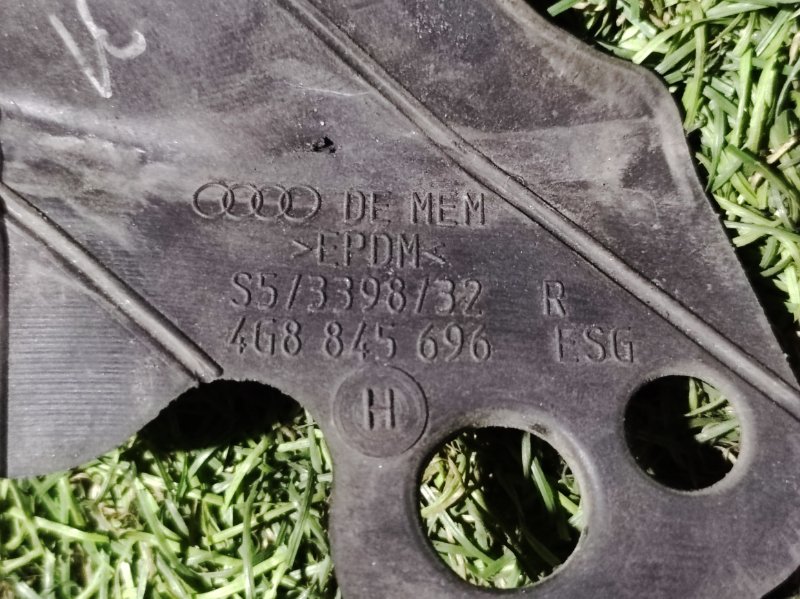 DE MEM
>EPDM<
S5/3398/32 R
4G8 845 696 ESG
H